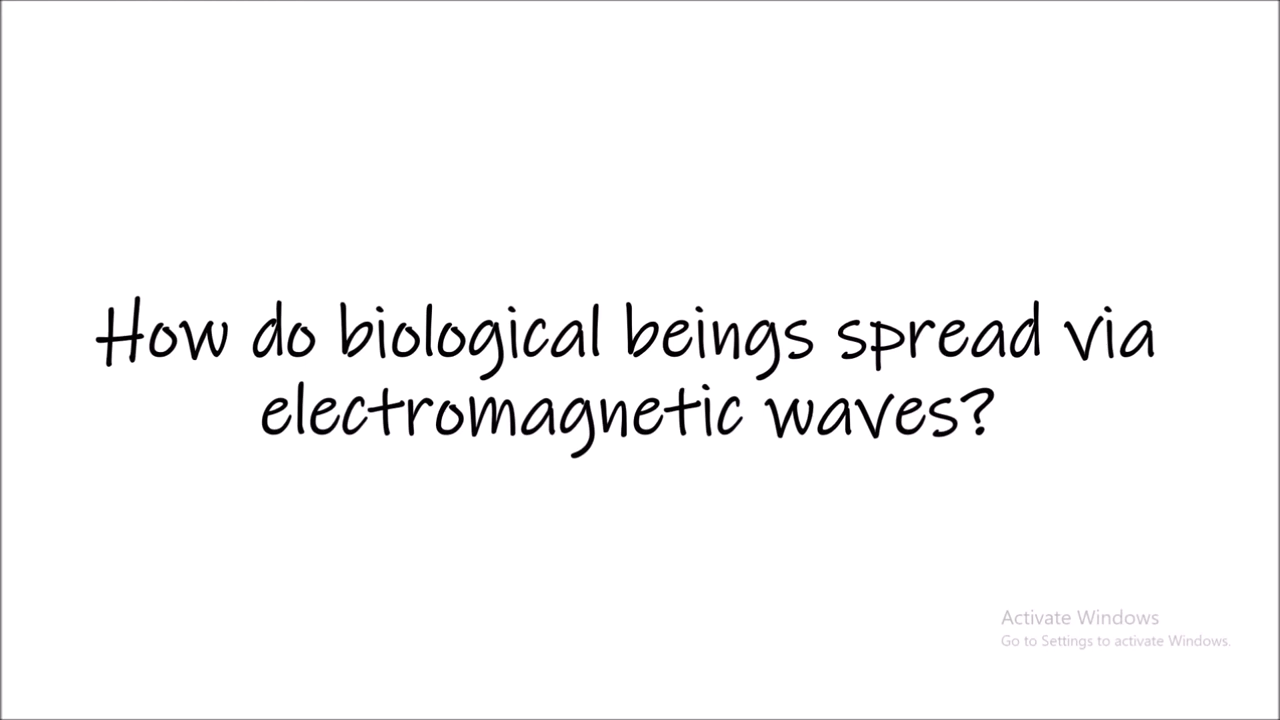 How do biological beings spread via
electromagnetic waves?
Activate Windows
Go to Settings to activate Windows.